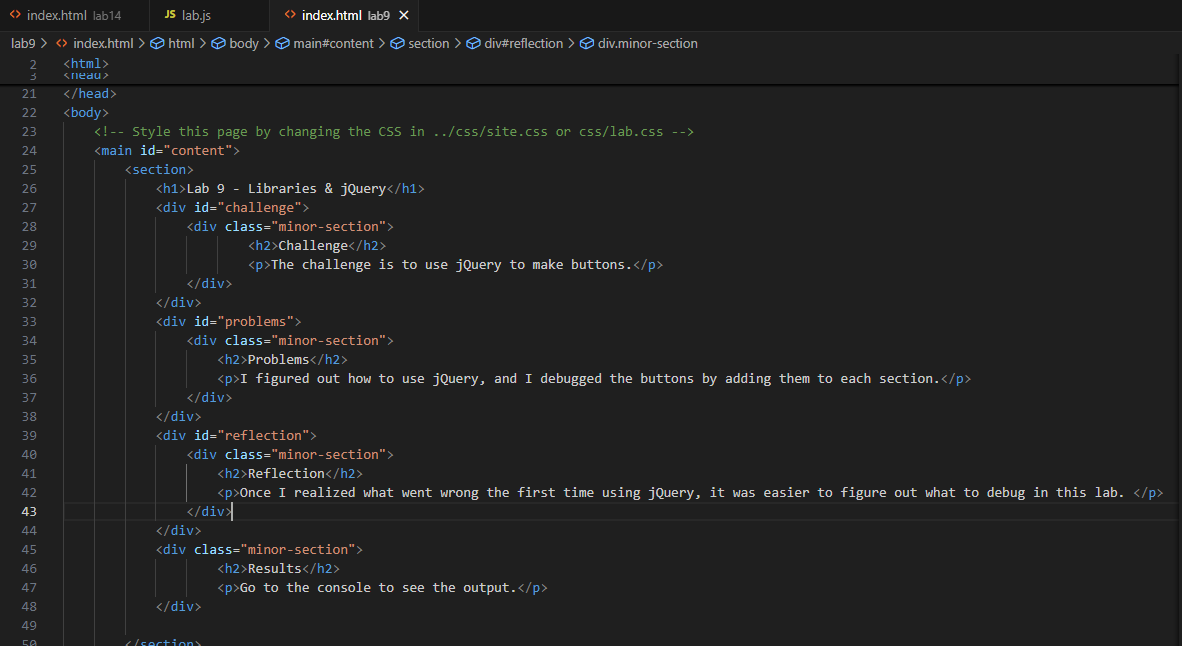 index.html lab14 JS lab.js index.html lab9
lab9 > index.html > html > body > main#content > section > div#reflection > div.minor-section
2 <html>
3 <head>
21 </head>
22 <body>
23 <!-- Style this page by changing the CSS in ../css/site.css or css/lab.css -->
24 <main id="content">
25 <section>
26 <h1>Lab 9 - Libraries & jQuery</h1>
27 <div id="challenge">
28 <div class="minor-section">
29 <h2>Challenge</h2>
30 <p>The challenge is to use jQuery to make buttons.</p>
31 </div>
32 </div>
33 <div id="problems">
34 <div class="minor-section">
35 <h2>Problems</h2>
36 <p>I figured out how to use jQuery, and I debugged the buttons by adding them to each section.</p>
37 </div>
38 </div>
39 <div id="reflection">
40 <div class="minor-section">
41 <h2>Reflection</h2>
42 <p>Once I realized what went wrong the first time using jQuery, it was easier to figure out what to debug in this lab. </p>
43 </div>
44 </div>
45 <div class="minor-section">
46 <h2>Results</h2>
47 <p>Go to the console to see the output.</p>
48 </div>
49
50 </section>